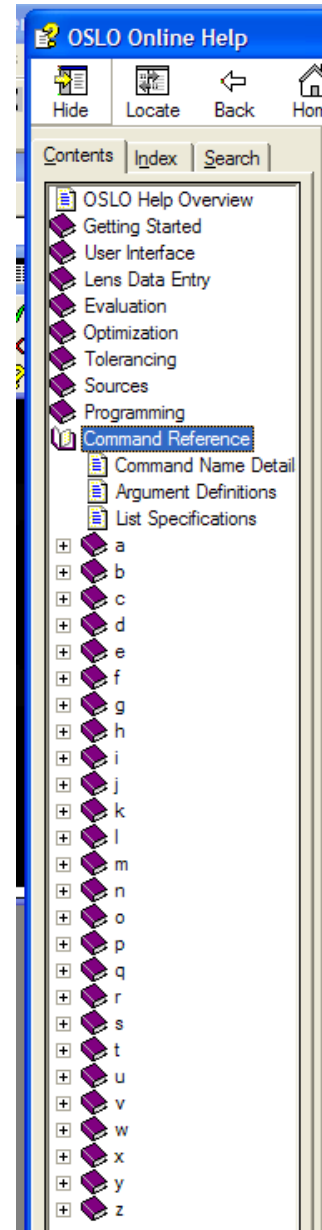 OSLO Online Help
Hide Locate Back
Contents Index Search
OSLO Help Overview
Getting Started
User Interface
Lens Data Entry
Evaluation
Optimization
Tolerancing
Sources
Programming
Command Reference
Command Name Detail
Argument Definitions
List Specifications
a
b
c
d
e
f
g
h
i
j
k
l
m
n
o
p
q
r
s
t
u
v
w
x
y
z